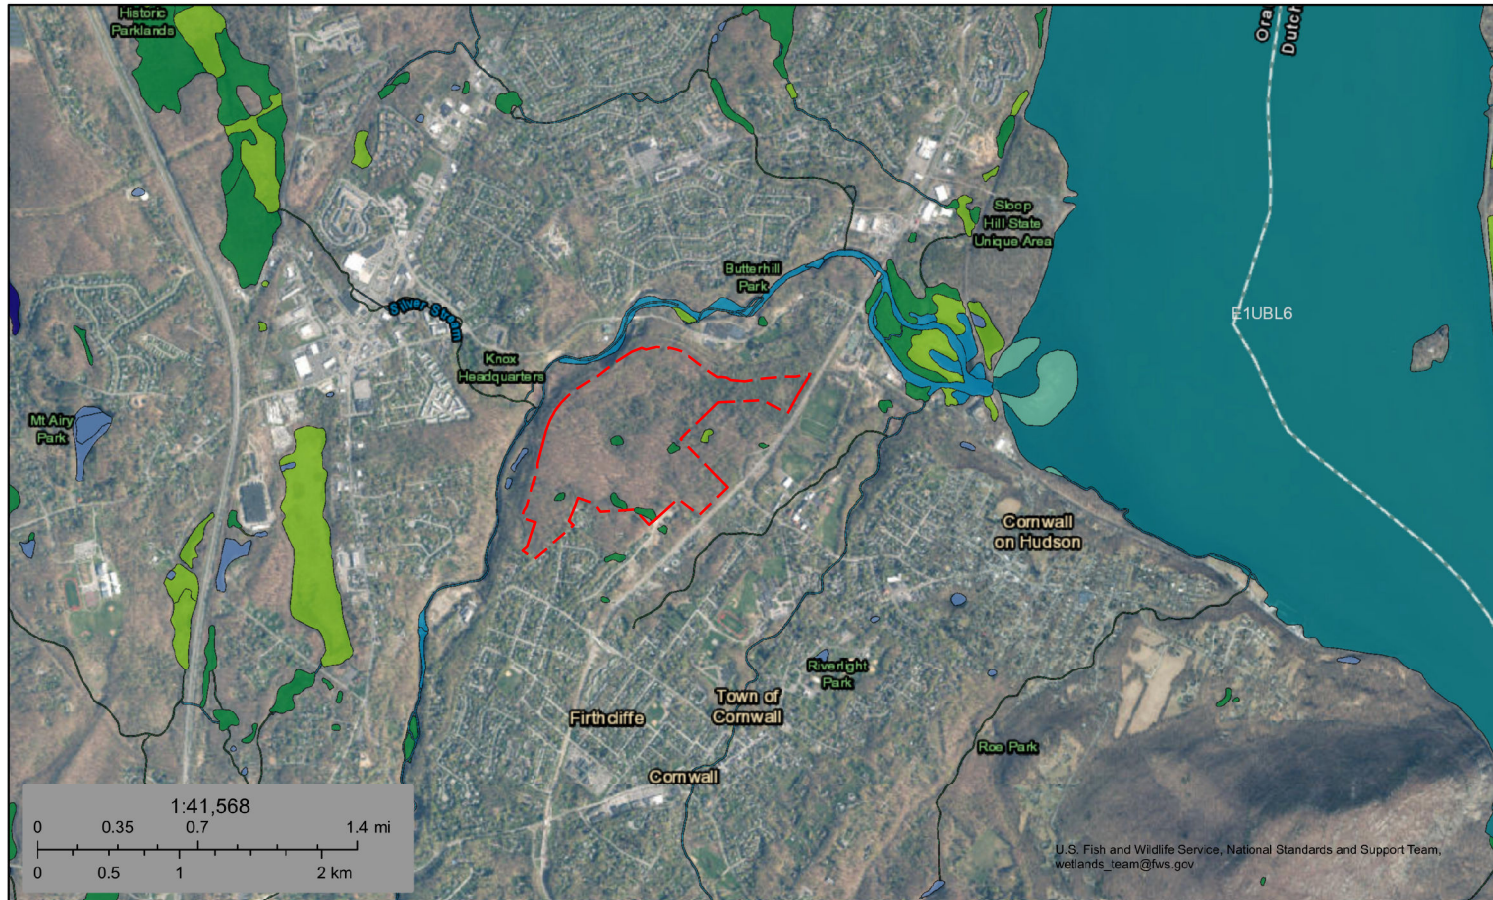 Historic
Parklands
Ora
Dutch
Sloop
Hill State
Unique Area
Butterhill
Park
Silver Stream
E1UBL6
Knox
Headquarters
Mt Airy
Park
Cornwall
on Hudson
Riverlight
Park
Town of
Cornwall
Firthcliffe
Roe Park
Cornwall
1:41,568
0 0.35 0.7 1.4 mi
0 0.5 1 2 km
U.S. Fish and Wildlife Service, National Standards and Support Team,
wetlands_team@fws.gov